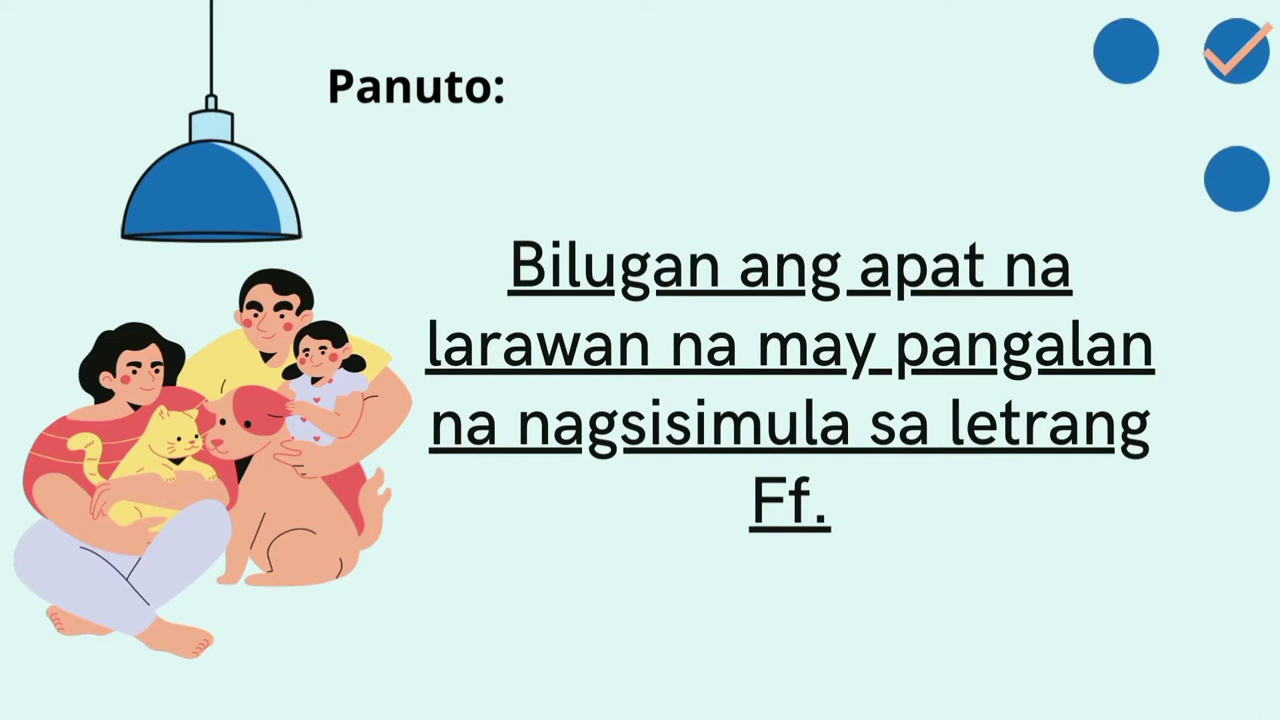 Panuto:
Bilugan ang apat na
larawan na may pangalan
na nagsisimula sa letrang
Ff.